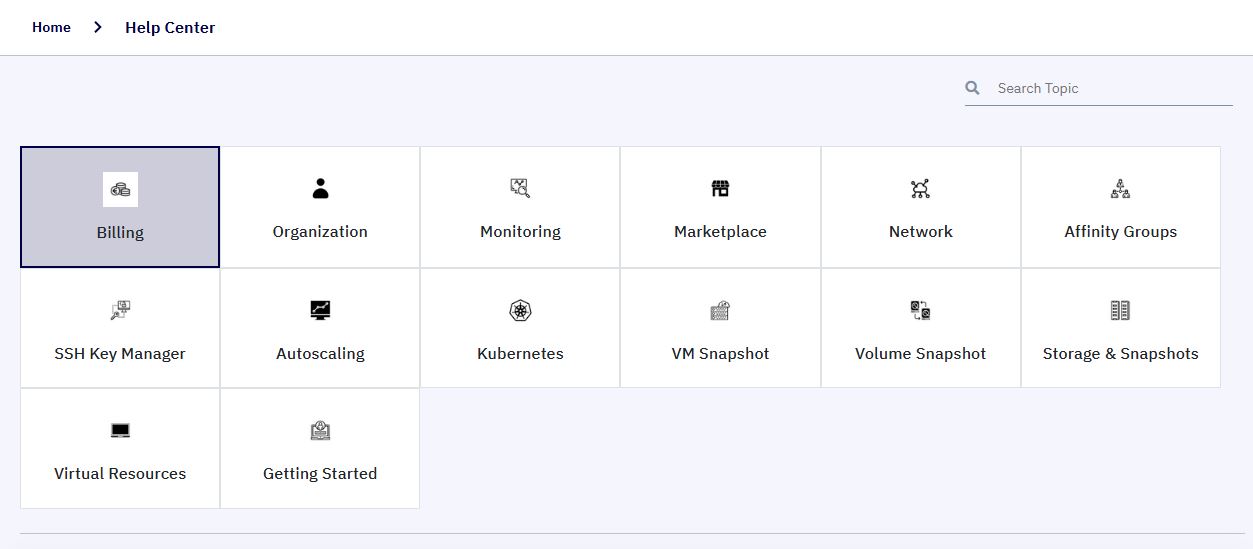 Home > Help Center
Search Topic
Billing
Organization
Monitoring
Marketplace
Network
Affinity Groups
SSH Key Manager
Autoscaling
Kubernetes
VM Snapshot
Volume Snapshot
Storage & Snapshots
Virtual Resources
Getting Started